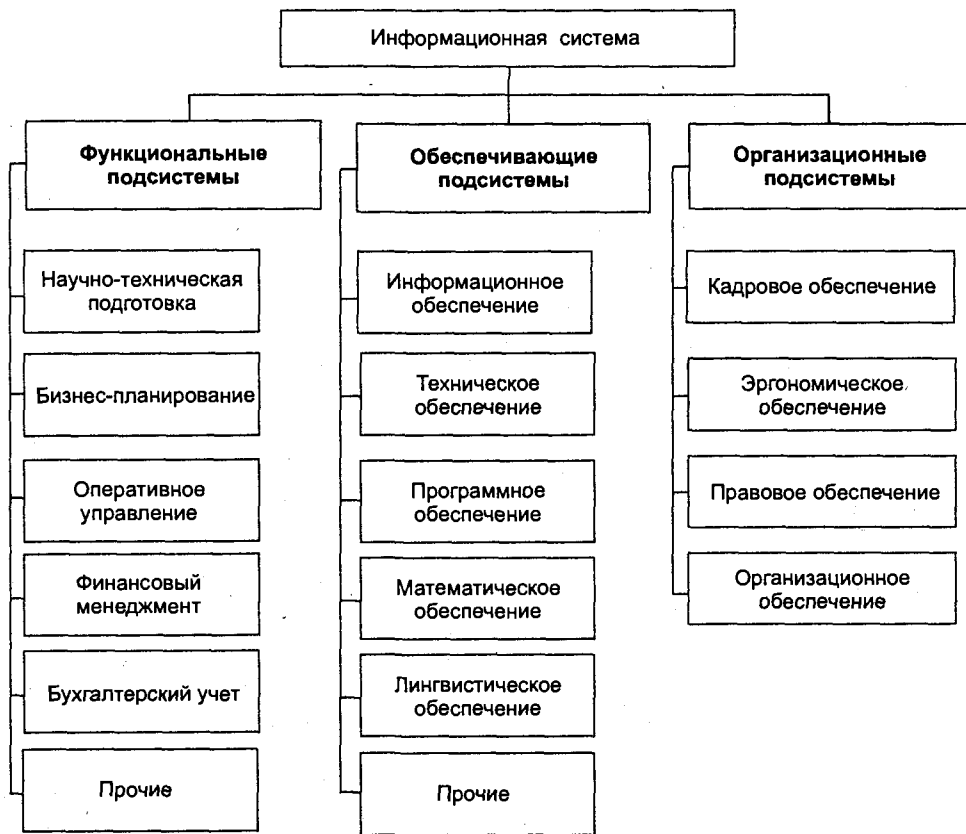 Информационная система
Функциональные
подсистемы
Научно-техническая
подготовка
Бизнес-планирование
Оперативное
управление
Финансовый
менеджмент
Бухгалтерский учет
Прочие
Обеспечивающие
подсистемы
Информационное
обеспечение
Техническое
обеспечение
Программное
обеспечение
Математическое
обеспечение
Лингвистическое
обеспечение
Прочие
Организационные
подсистемы
Кадровое обеспечение
Эргономическое
обеспечение
Правовое обеспечение
Организационное
обеспечение